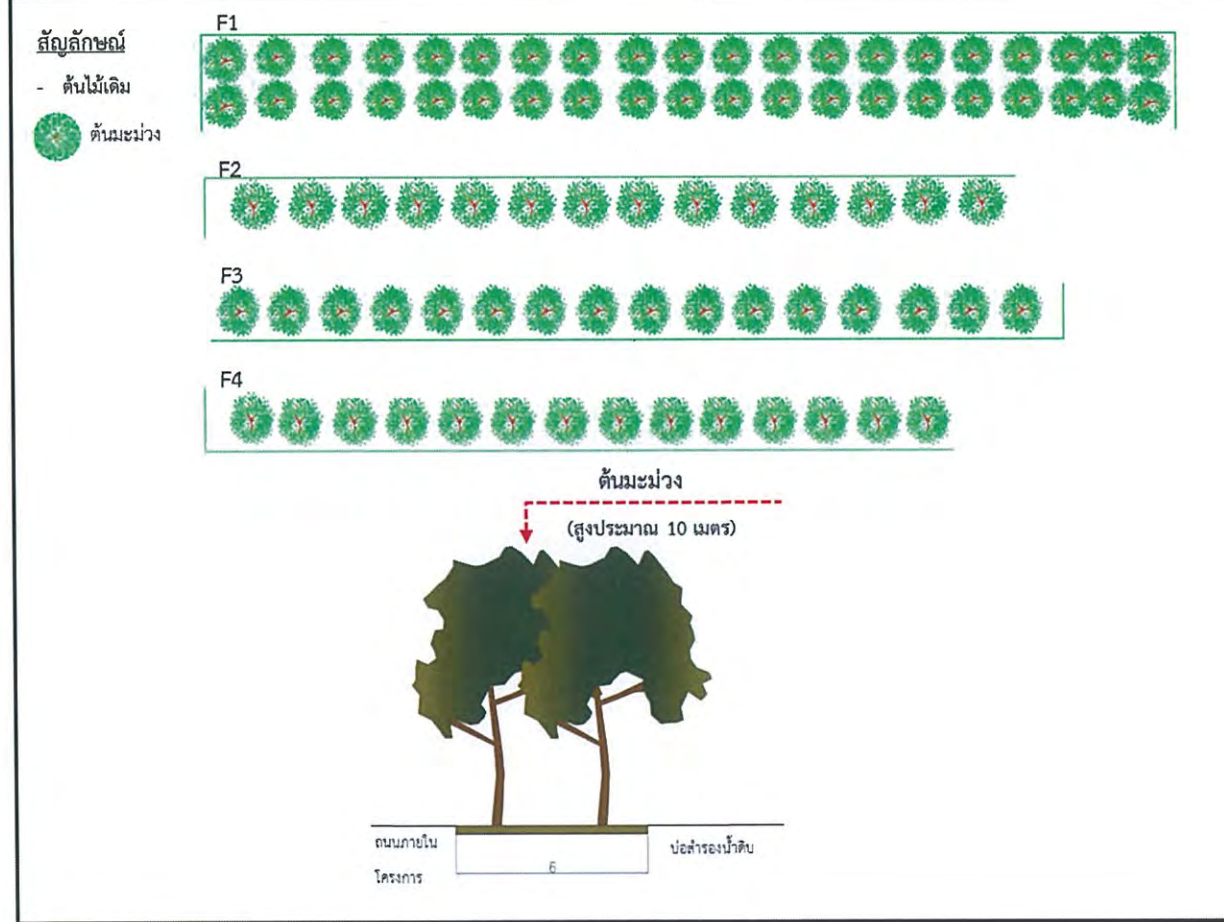 สัญลักษณ์
- ต้นไม้เดิม
ต้นมะม่วง
F1
F2
F3
F4
ต้นมะม่วง
(สูงประมาณ 10 เมตร)
ถนนภายใน
โครงการ
6
บ่อสำรองน้ำดิบ